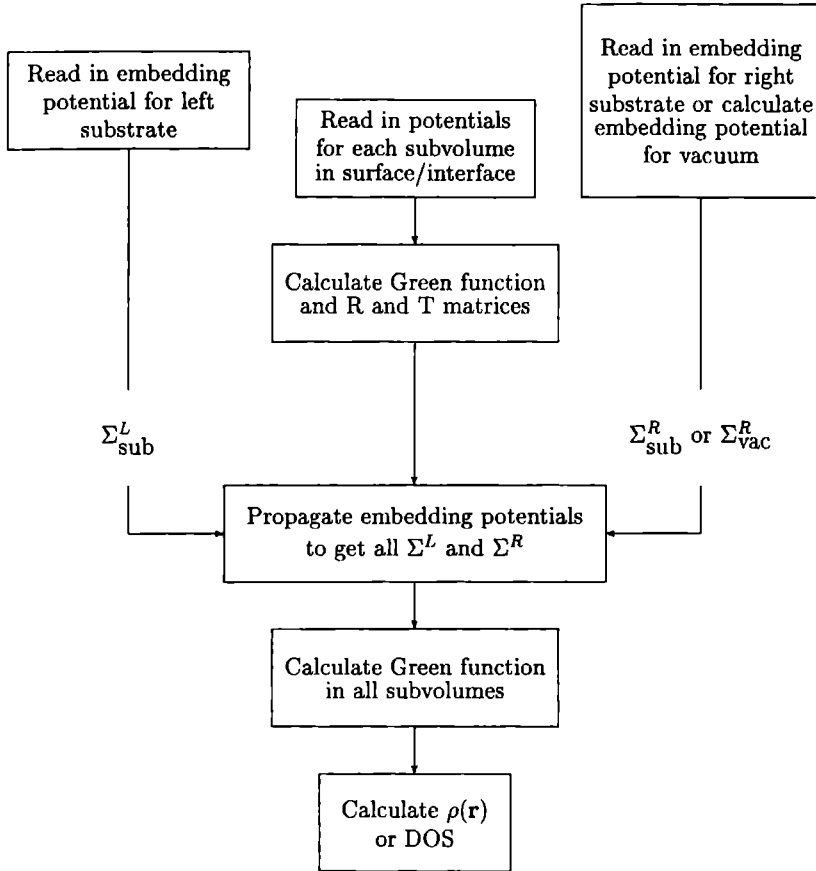 Read in embedding
potential for left
substrate
Read in potentials
for each subvolume
in surface/interface
Read in embedding
potential for right
substrate or calculate
embedding potential
for vacuum
Calculate Green function
and R and T matrices
Σ^L_sub
Σ^R_sub or Σ^R_vac
Propagate embedding potentials
to get all Σ^L and Σ^R
Calculate Green function
in all subvolumes
Calculate ρ(r)
or DOS